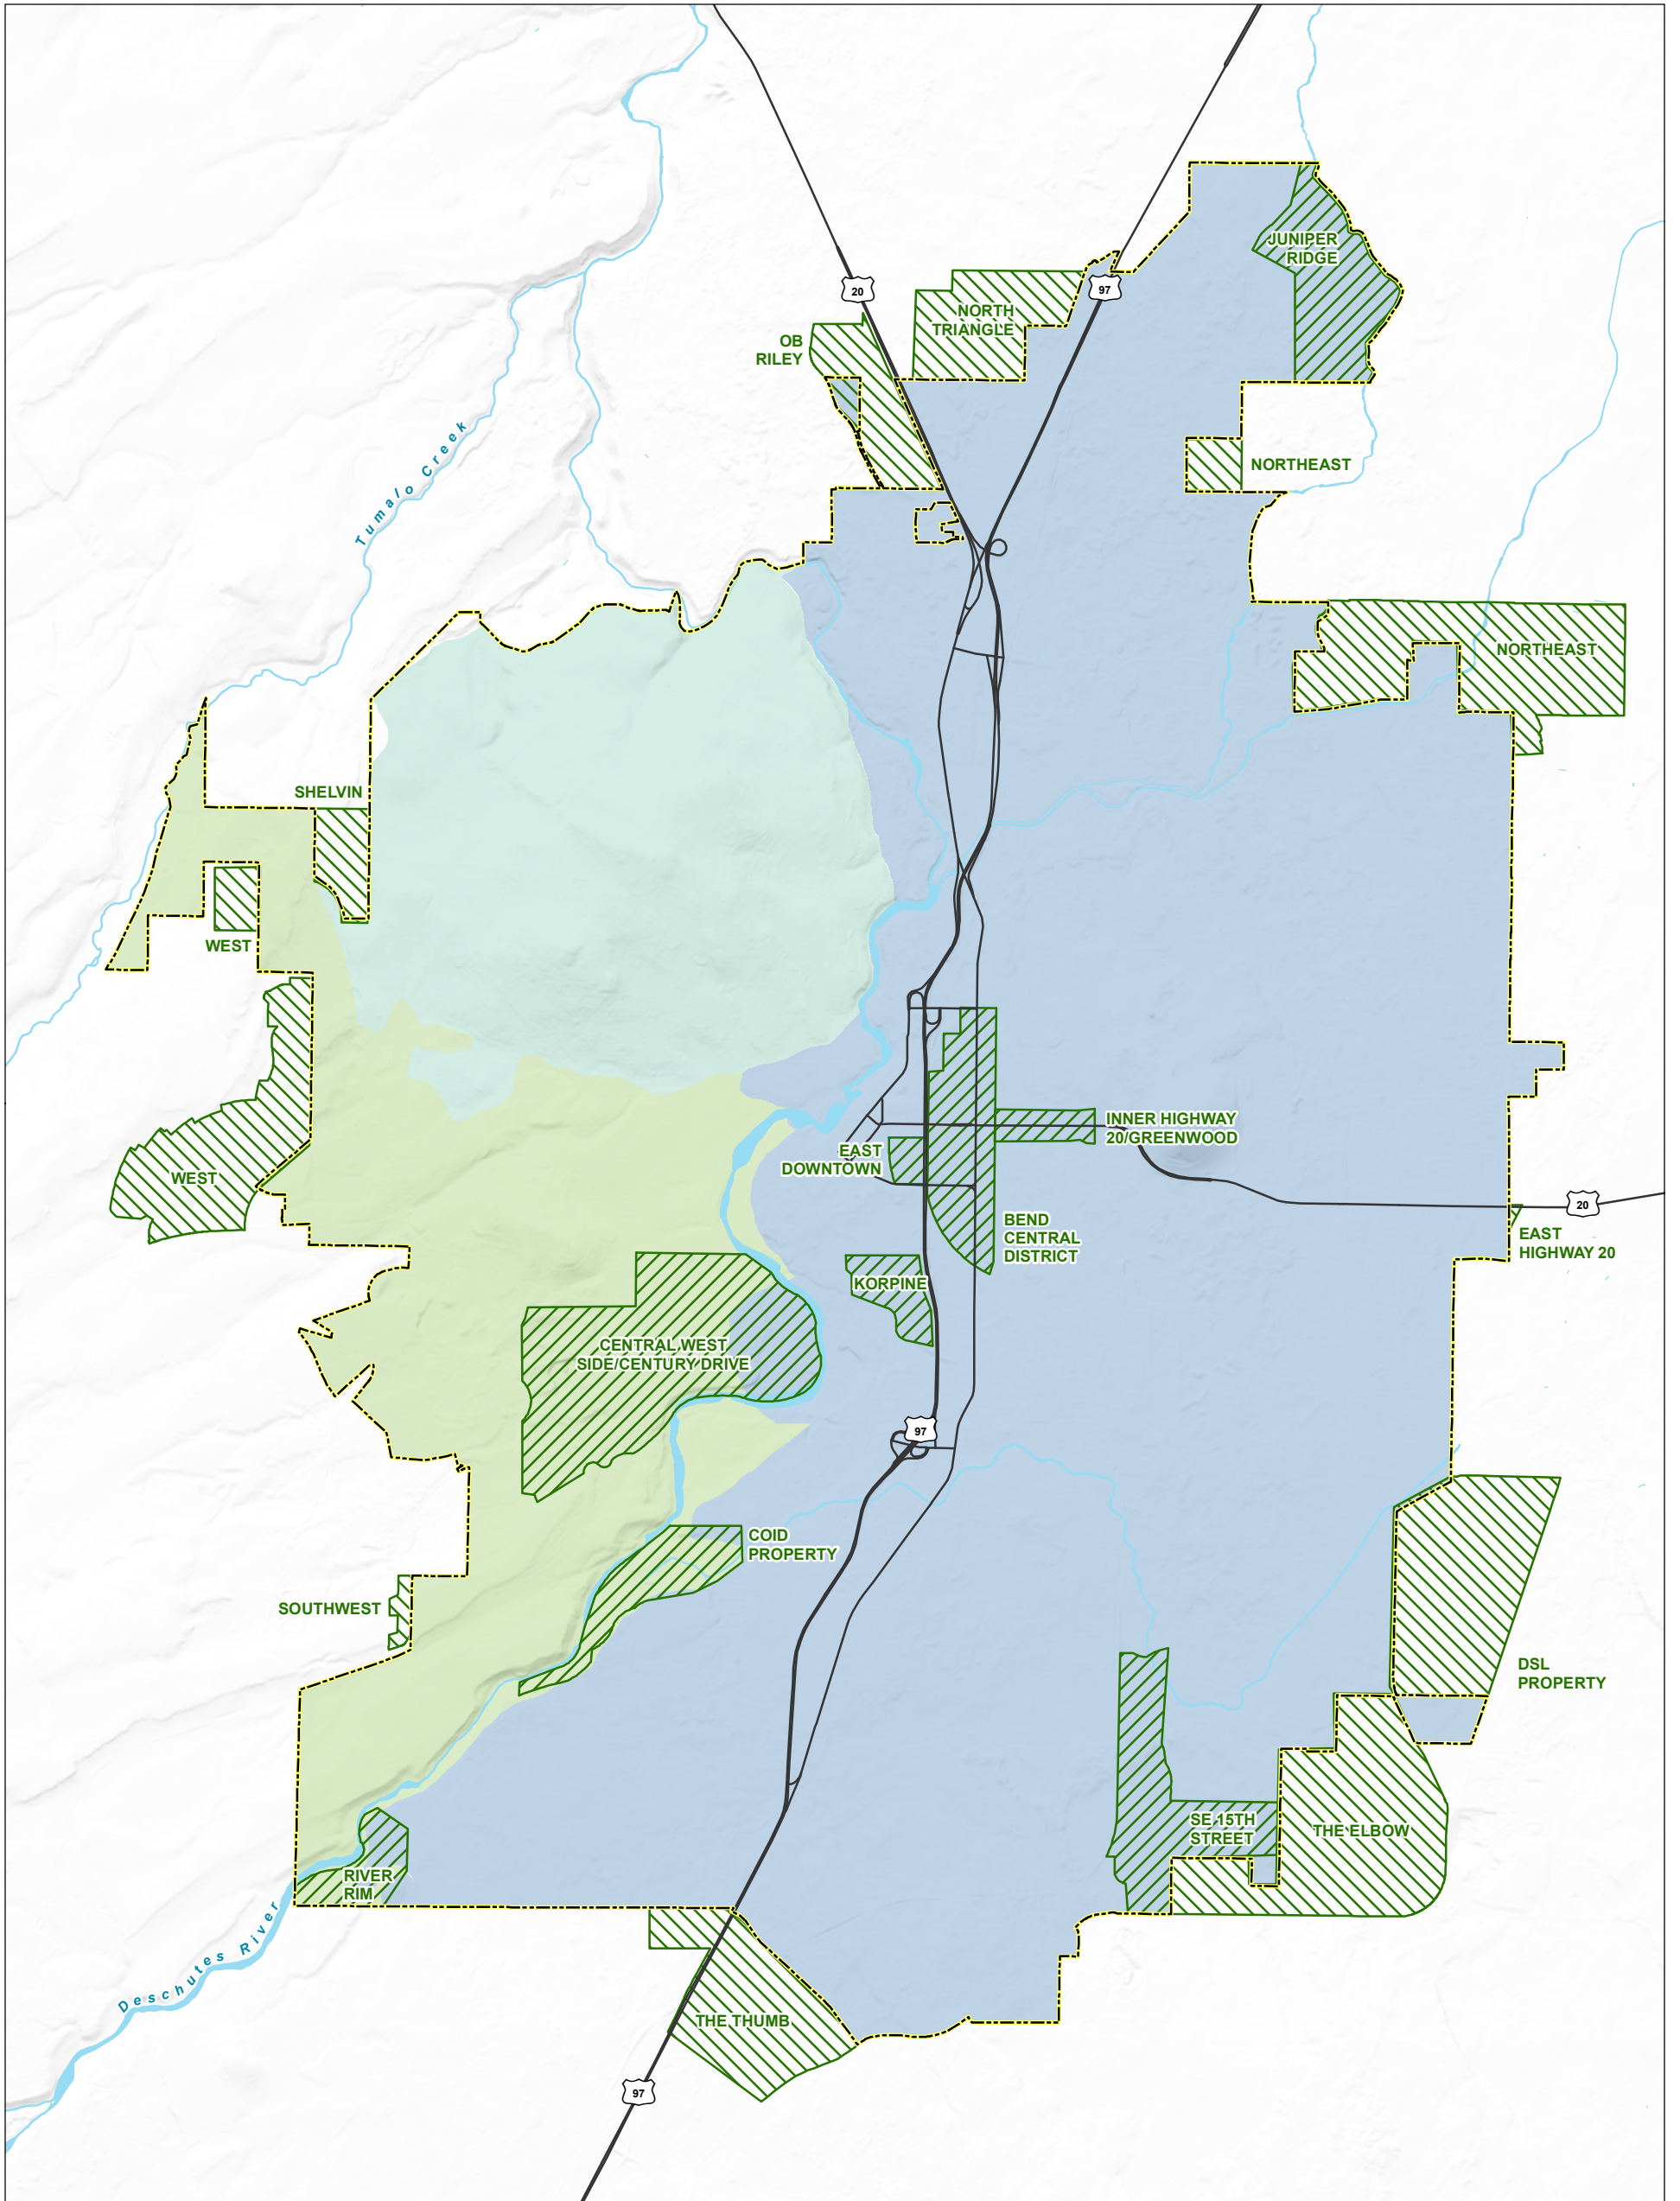 JUNIPER
RIDGE
20
97
NORTH
TRIANGLE
OB
RILEY
NORTHEAST
Tumalo Creek
NORTHEAST
SHELVIN
WEST
INNER HIGHWAY
20/GREENWOOD
EAST
DOWNTOWN
WEST
20
BEND
CENTRAL
DISTRICT
EAST
HIGHWAY 20
KORPINE
CENTRAL WEST
SIDE/CENTURY DRIVE
97
COID
PROPERTY
SOUTHWEST
DSL
PROPERTY
SE 15TH
STREET
THE ELBOW
RIVER
RIM
Deschutes River
THE THUMB
97